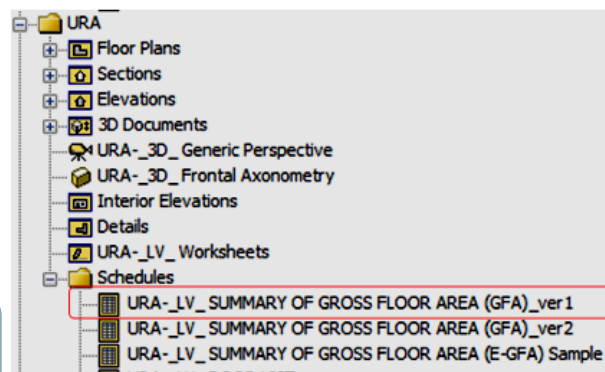 URA
Floor Plans
Sections
Elevations
3D Documents
URA-_3D_ Generic Perspective
URA-_3D_ Frontal Axonometry
Interior Elevations
Details
URA-_LV_ Worksheets
Schedules
URA-_LV_ SUMMARY OF GROSS FLOOR AREA (GFA)_ver1
URA-_LV_ SUMMARY OF GROSS FLOOR AREA (GFA)_ver2
URA-_LV_ SUMMARY OF GROSS FLOOR AREA (E-GFA) Sample